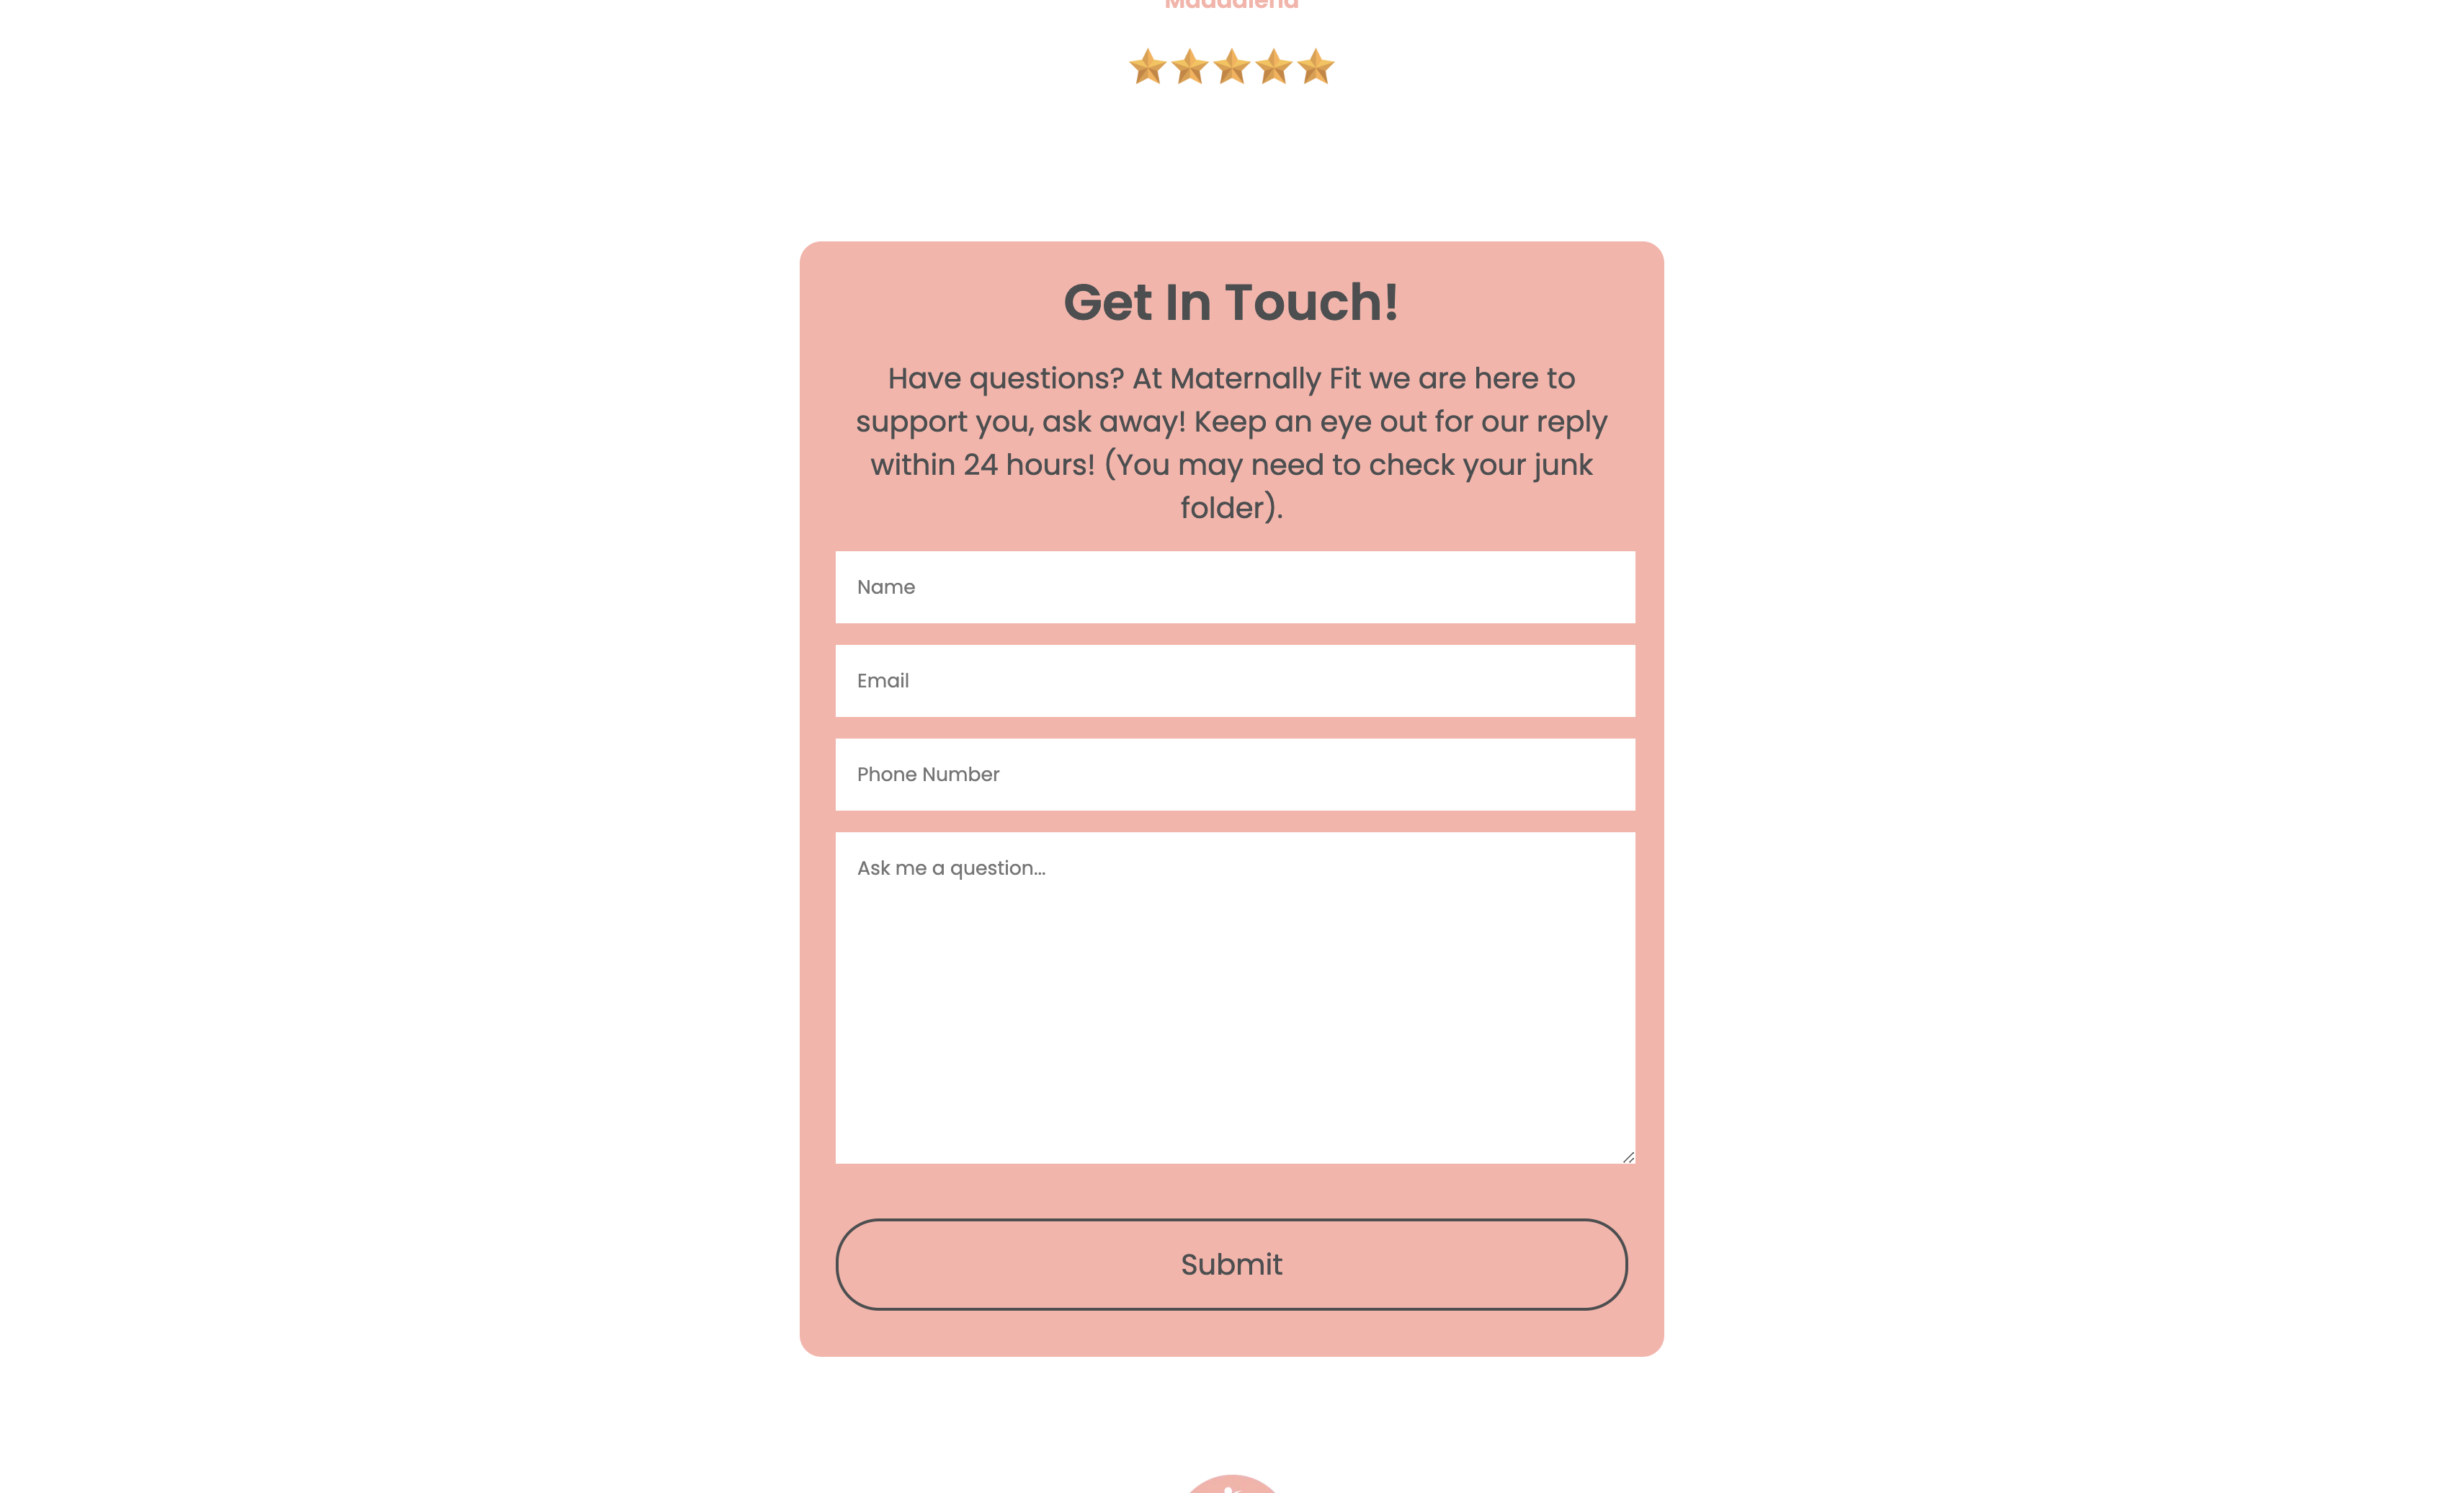 Get In Touch!
Have questions? At Maternally Fit we are here to
support you, ask away! Keep an eye out for our reply
within 24 hours! (You may need to check your junk
folder).
Name
Email
Phone Number
Ask me a question...
Submit